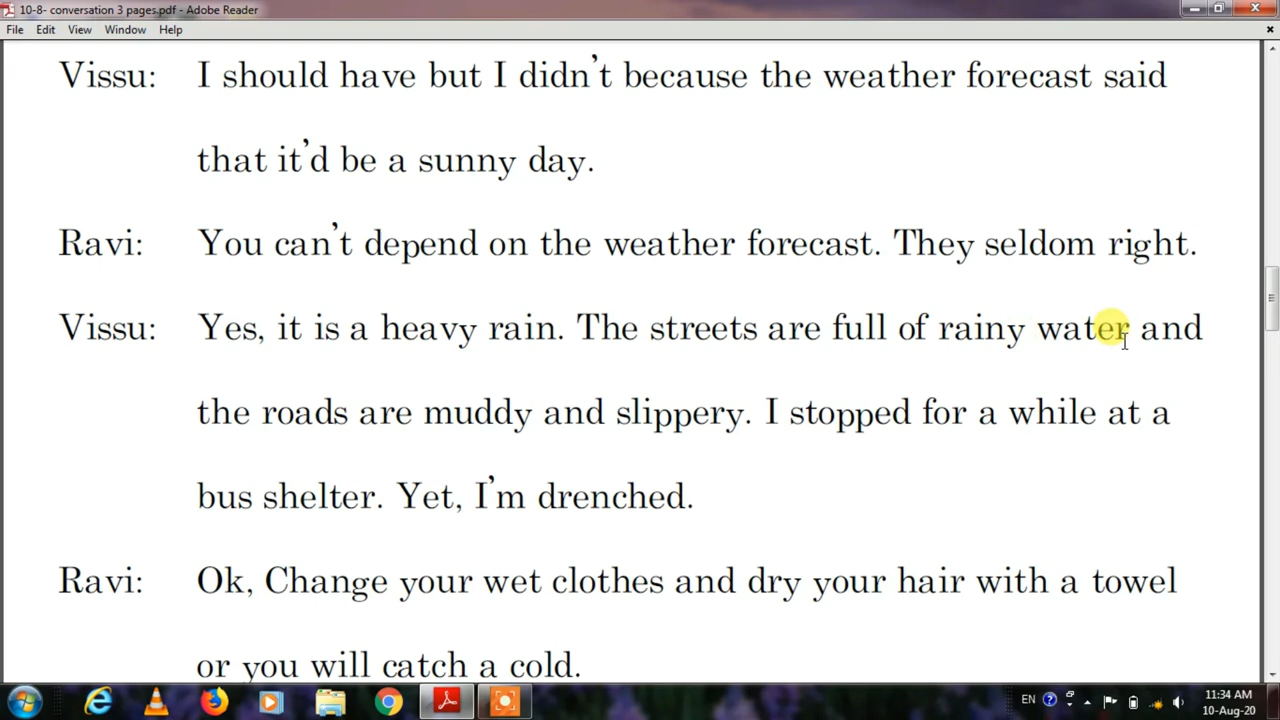 10-8- conversation 3 pages.pdf - Adobe Reader
File Edit View Window Help
Vissu: I should have but I didn't because the weather forecast said
that it'd be a sunny day.
Ravi: You can't depend on the weather forecast. They seldom right.
Vissu: Yes, it is a heavy rain. The streets are full of rainy water and
the roads are muddy and slippery. I stopped for a while at a
bus shelter. Yet, I'm drenched.
Ravi: Ok, Change your wet clothes and dry your hair with a towel
or you will catch a cold.
EN 11:34 AM
10-Aug-20